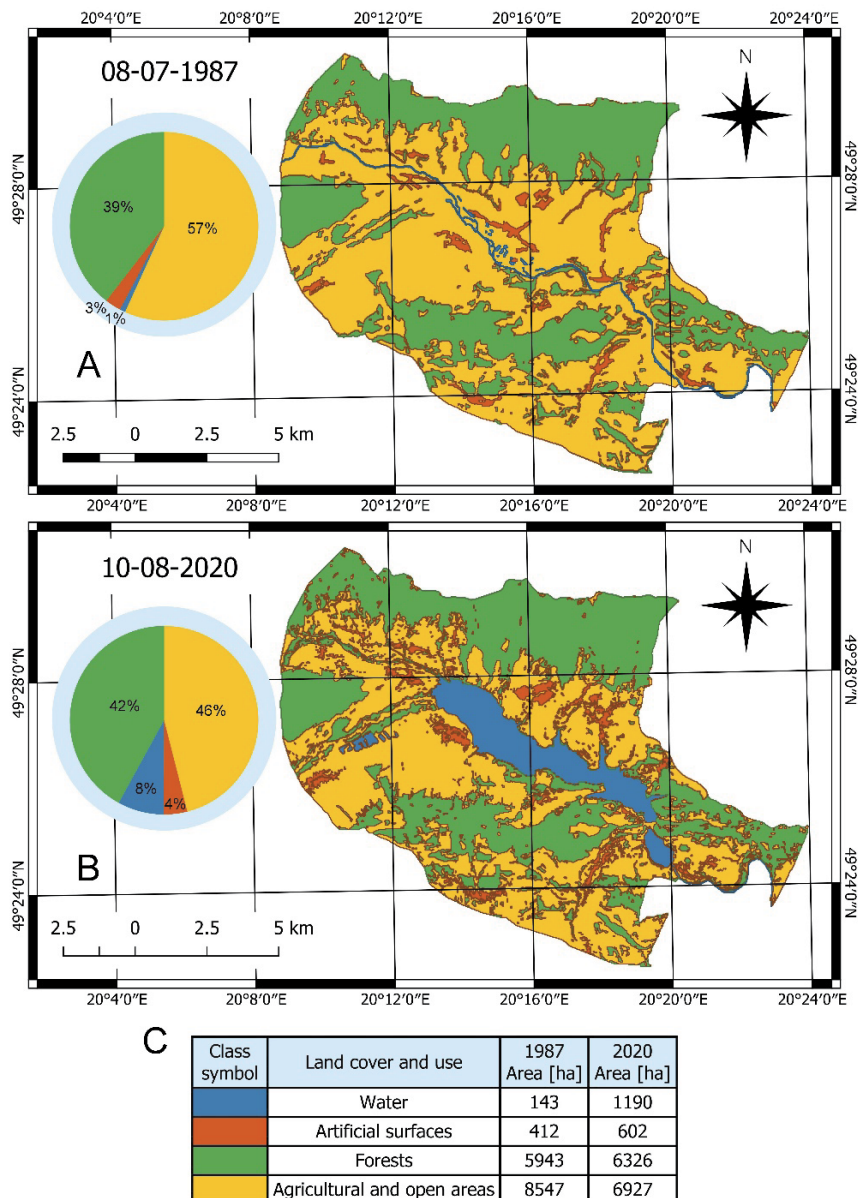 20°4′0″E 20°8′0″E 20°12′0″E 20°16′0″E 20°20′0″E 20°24′0″E
08-07-1987
N
49°28′0″N
49°28′0″N
39%
57%
3%
1%
A
49°24′0″N
49°24′0″N
2.5 0 2.5 5 km
20°4′0″E 20°8′0″E 20°12′0″E 20°16′0″E 20°20′0″E 20°24′0″E
B
10-08-2020
N
49°28′0″N
49°28′0″N
42%
46%
8%
4%
49°24′0″N
49°24′0″N
2.5 0 2.5 5 km
20°4′0″E 20°8′0″E 20°12′0″E 20°16′0″E 20°20′0″E 20°24′0″E
C
Class symbol Land cover and use 1987 Area [ha] 2020 Area [ha]
Water 143 1190
Artificial surfaces 412 602
Forests 5943 6326
Agricultural and open areas 8547 6927